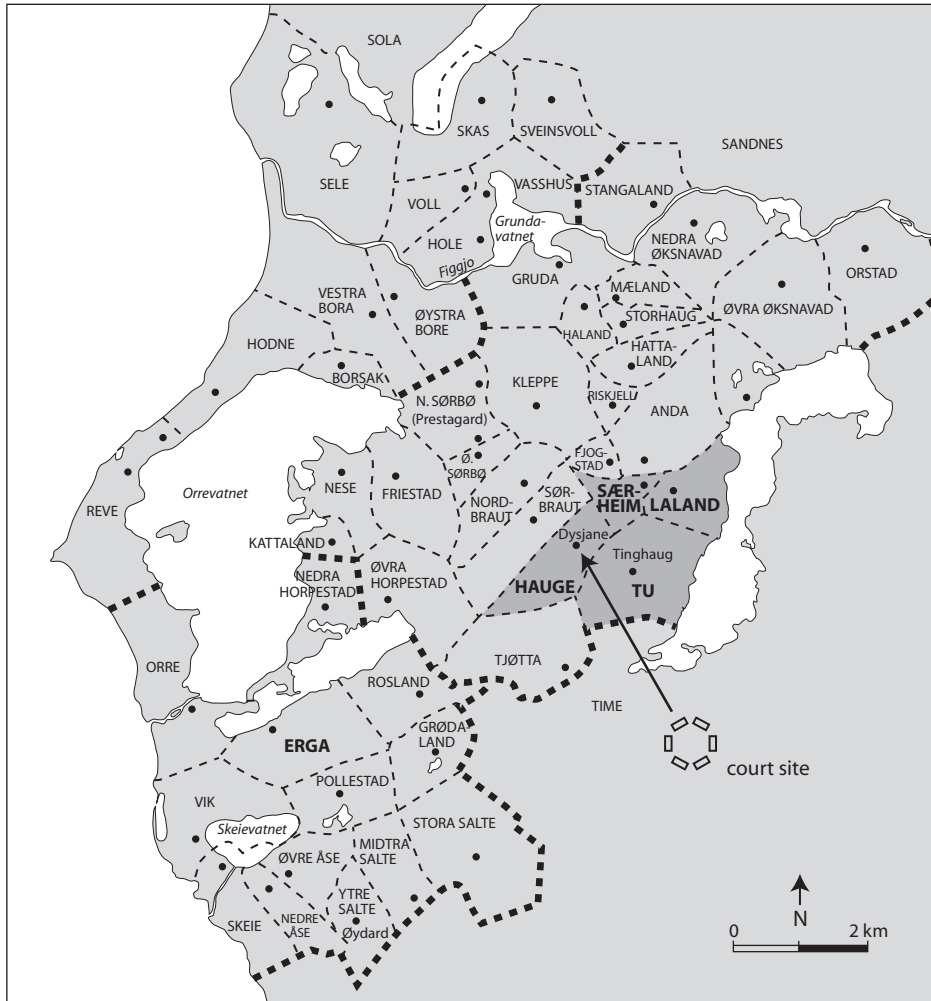 SOLA
SKAS
SVEINSVOLL
SANDNES
SELE
VOLL
VASSHUS
STANGALAND
Grunda-
vatnet
HOLE
NEDRA
ØKSNAVAD
Figgjo
GRUDA
ORSTAD
MÆLAND
VESTRA
BORA
ØYSTRA
BORE
ØVRA ØKSNAVAD
HALAND
STORHAUG
HODNE
HATTA-
LAND
BORSAK
KLEPPE
N. SØRBØ
(Prestagard)
RISKJELL
ANDA
Ø.
SØRBØ
FJOG-
STAD
NESE
FRIESTAD
Orrevatnet
REVE
NORD-
BRAUT
SØR-
BRAUT
SÆR-
HEIM
LALAND
Dysjane
KATTALAND
Tinghaug
NEDRA
HORPESTAD
ØVRA
HORPESTAD
HAUGE
TU
ORRE
TJØTTA
ROSLAND
TIME
GRØDA-
LAND
ERGA
court site
POLLESTAD
VIK
STORA SALTE
Skeievatnet
MIDTRA
SALTE
ØVRE ÅSE
YTRE
SALTE
SKEIE
NEDRE
ÅSE
Øydard
N
0 2 km